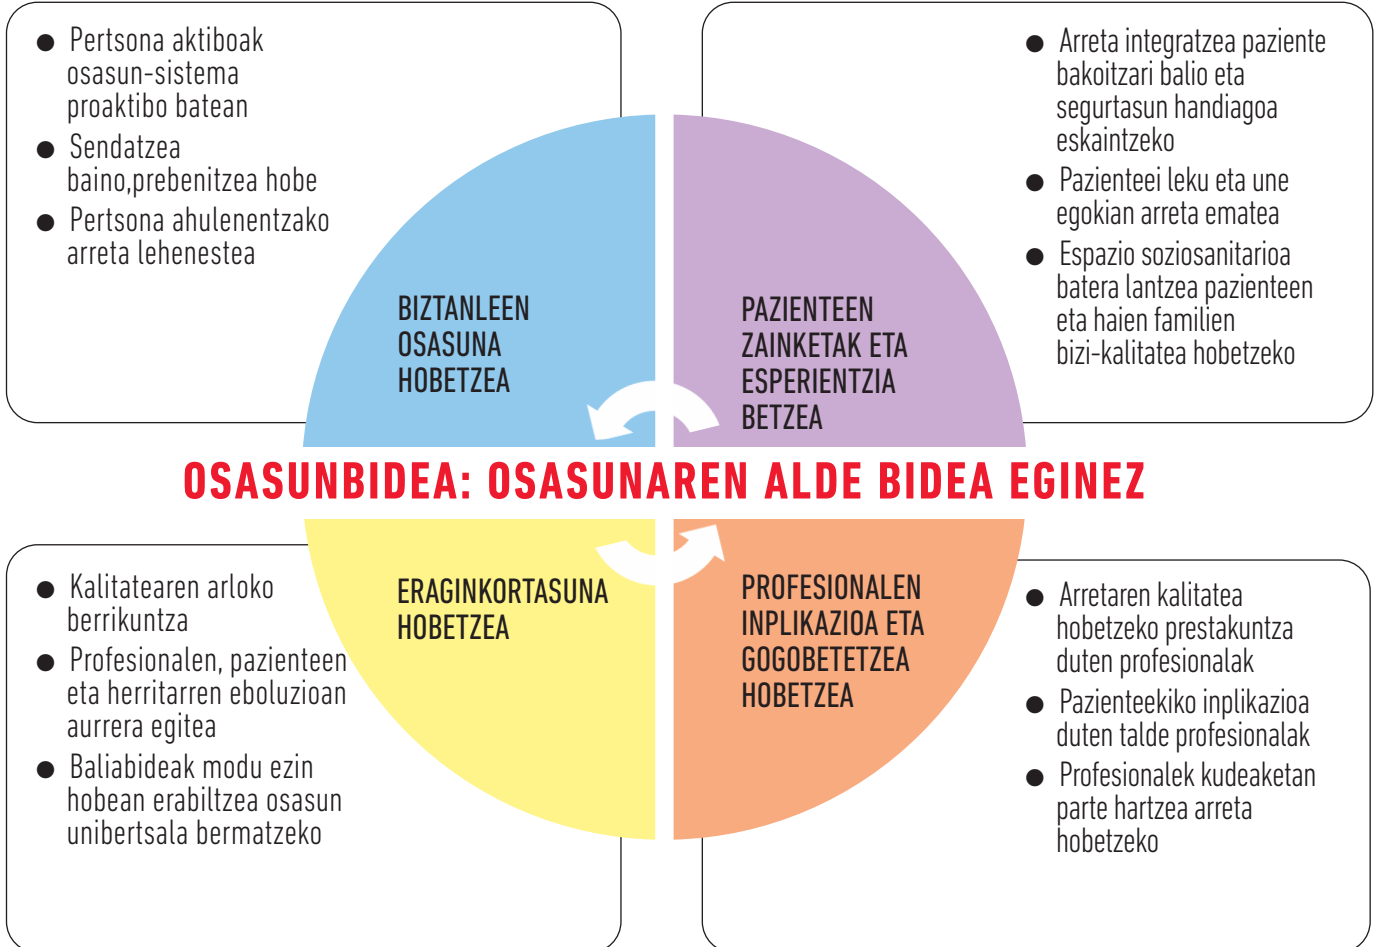 ● Pertsona aktiboak
osasun-sistema
proaktibo batean
● Sendatzea
baino,prebenitzea hobe
● Pertsona ahulenentzako
arreta lehenestea
● Arreta integratzea paziente
bakoitzari balio eta
segurtasun handiagoa
eskaintzeko
● Pazienteei leku eta une
egokian arreta ematea
● Espazio soziosanitarioa
batera lantzea pazienteen
eta haien familien
bizi-kalitatea hobetzeko
BIZTANLEEN
OSASUNA
HOBETZEA
PAZIENTEEN
ZAINKETAK ETA
ESPERIENTZIA
BETZEA
OSASUNBIDEA: OSASUNAREN ALDE BIDEA EGINEZ
ERAGINKORTASUNA
HOBETZEA
PROFESIONALEN
INPLIKAZIOA ETA
GOGOBETETZEA
HOBETZEA
● Kalitatearen arloko
berrikuntza
● Profesionalen, pazienteen
eta herritarren eboluzioan
aurrera egitea
● Baliabideak modu ezin
hobean erabiltzea osasun
unibertsala bermatzeko
● Arretaren kalitatea
hobetzeko prestakuntza
duten profesionalak
● Pazienteekiko inplikazioa
duten talde profesionalak
● Profesionalek kudeaketan
parte hartzea arreta
hobetzeko